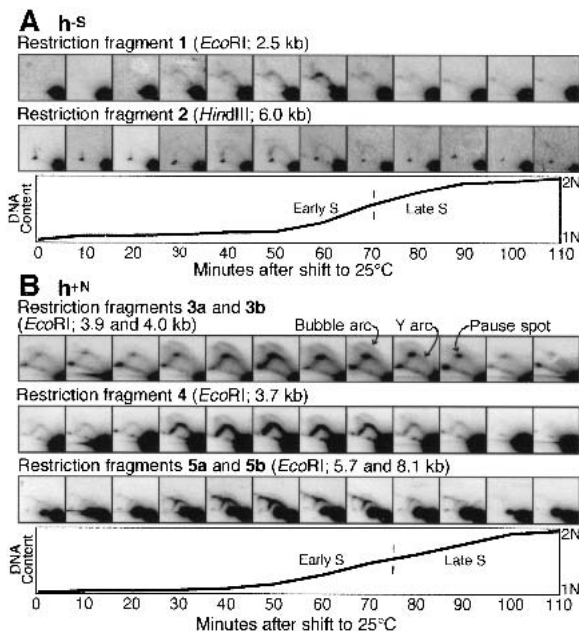 A h-S
Restriction fragment 1 (EcoRI; 2.5 kb)
Restriction fragment 2 (HindIII; 6.0 kb)
DNA Content
2N
1N
Early S
Late S
0 10 20 30 40 50 60 70 80 90 100 110
Minutes after shift to 25°C
B h+N
Restriction fragments 3a and 3b
(EcoRI; 3.9 and 4.0 kb)
Bubble arc
Y arc
Pause spot
Restriction fragment 4 (EcoRI; 3.7 kb)
Restriction fragments 5a and 5b (EcoRI; 5.7 and 8.1 kb)
DNA Content
2N
1N
Early S
Late S
0 10 20 30 40 50 60 70 80 90 100 110
Minutes after shift to 25°C